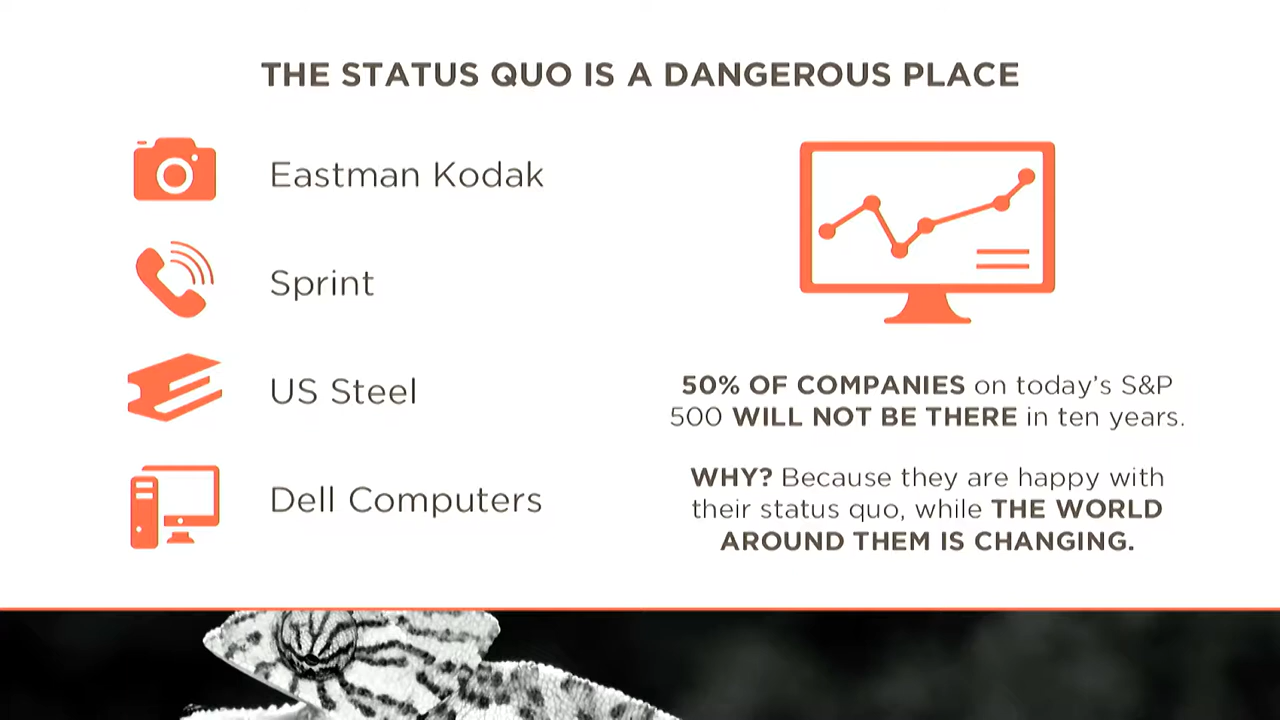 THE STATUS QUO IS A DANGEROUS PLACE
Eastman Kodak
Sprint
US Steel
Dell Computers
50% OF COMPANIES on today's S&P
500 WILL NOT BE THERE in ten years.
WHY? Because they are happy with
their status quo, while THE WORLD
AROUND THEM IS CHANGING.